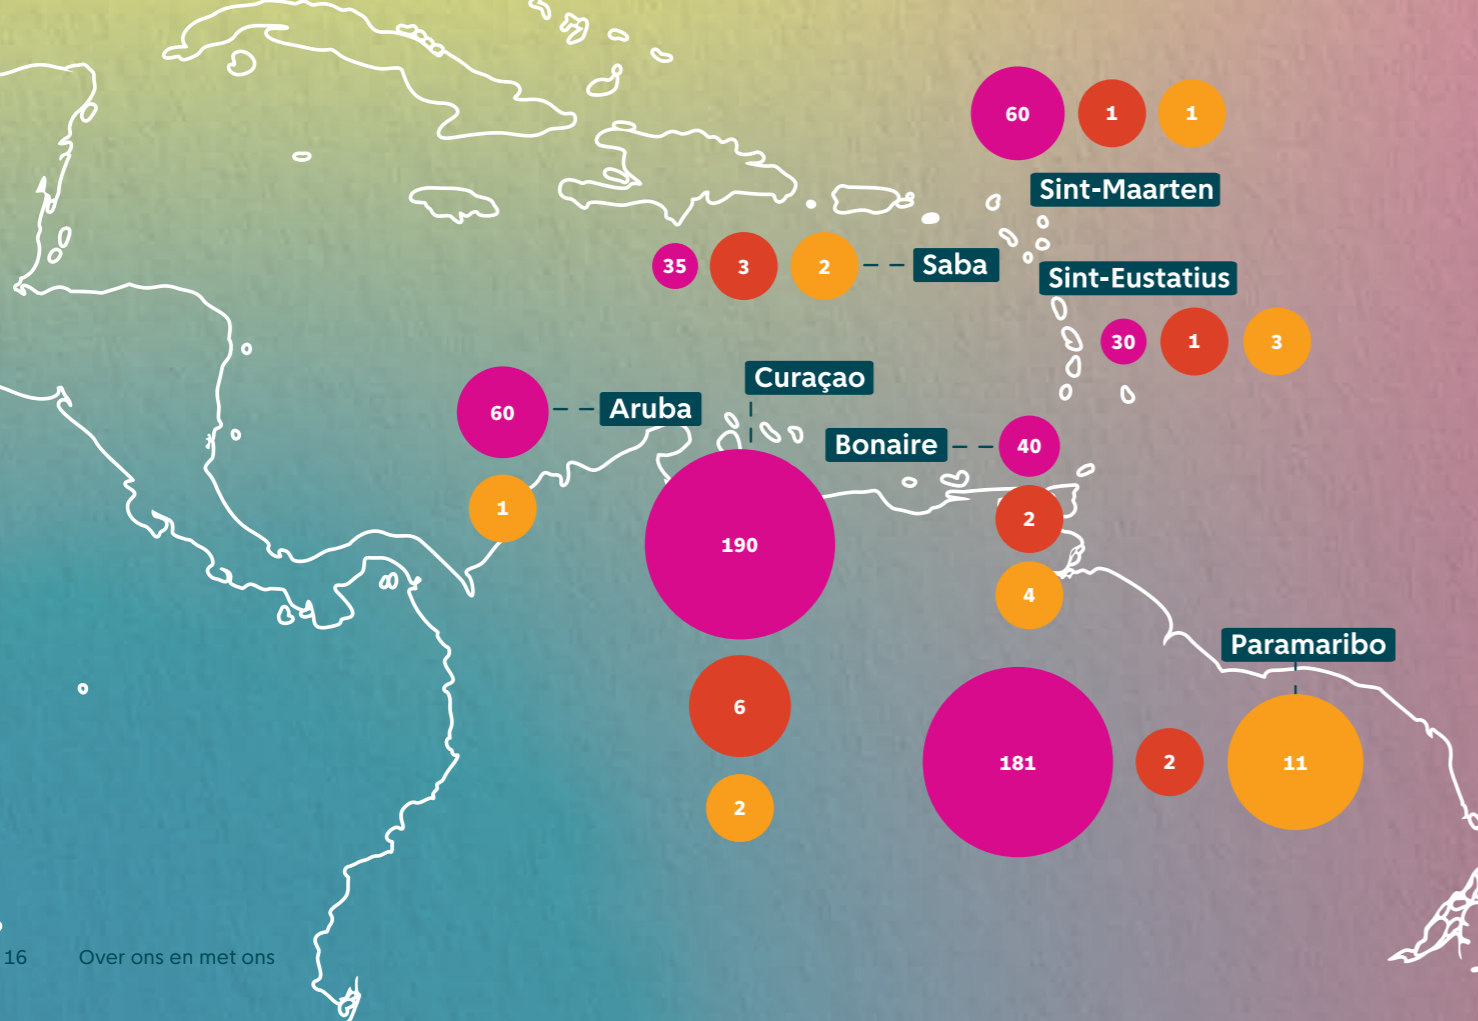 60 1 1
Sint-Maarten
35 3 2 Saba
Sint-Eustatius
30 1 3
Curaçao
60 Aruba
1
Bonaire 40
2
4
190
6
2
Paramaribo
181 2 11
16 Over ons en met ons